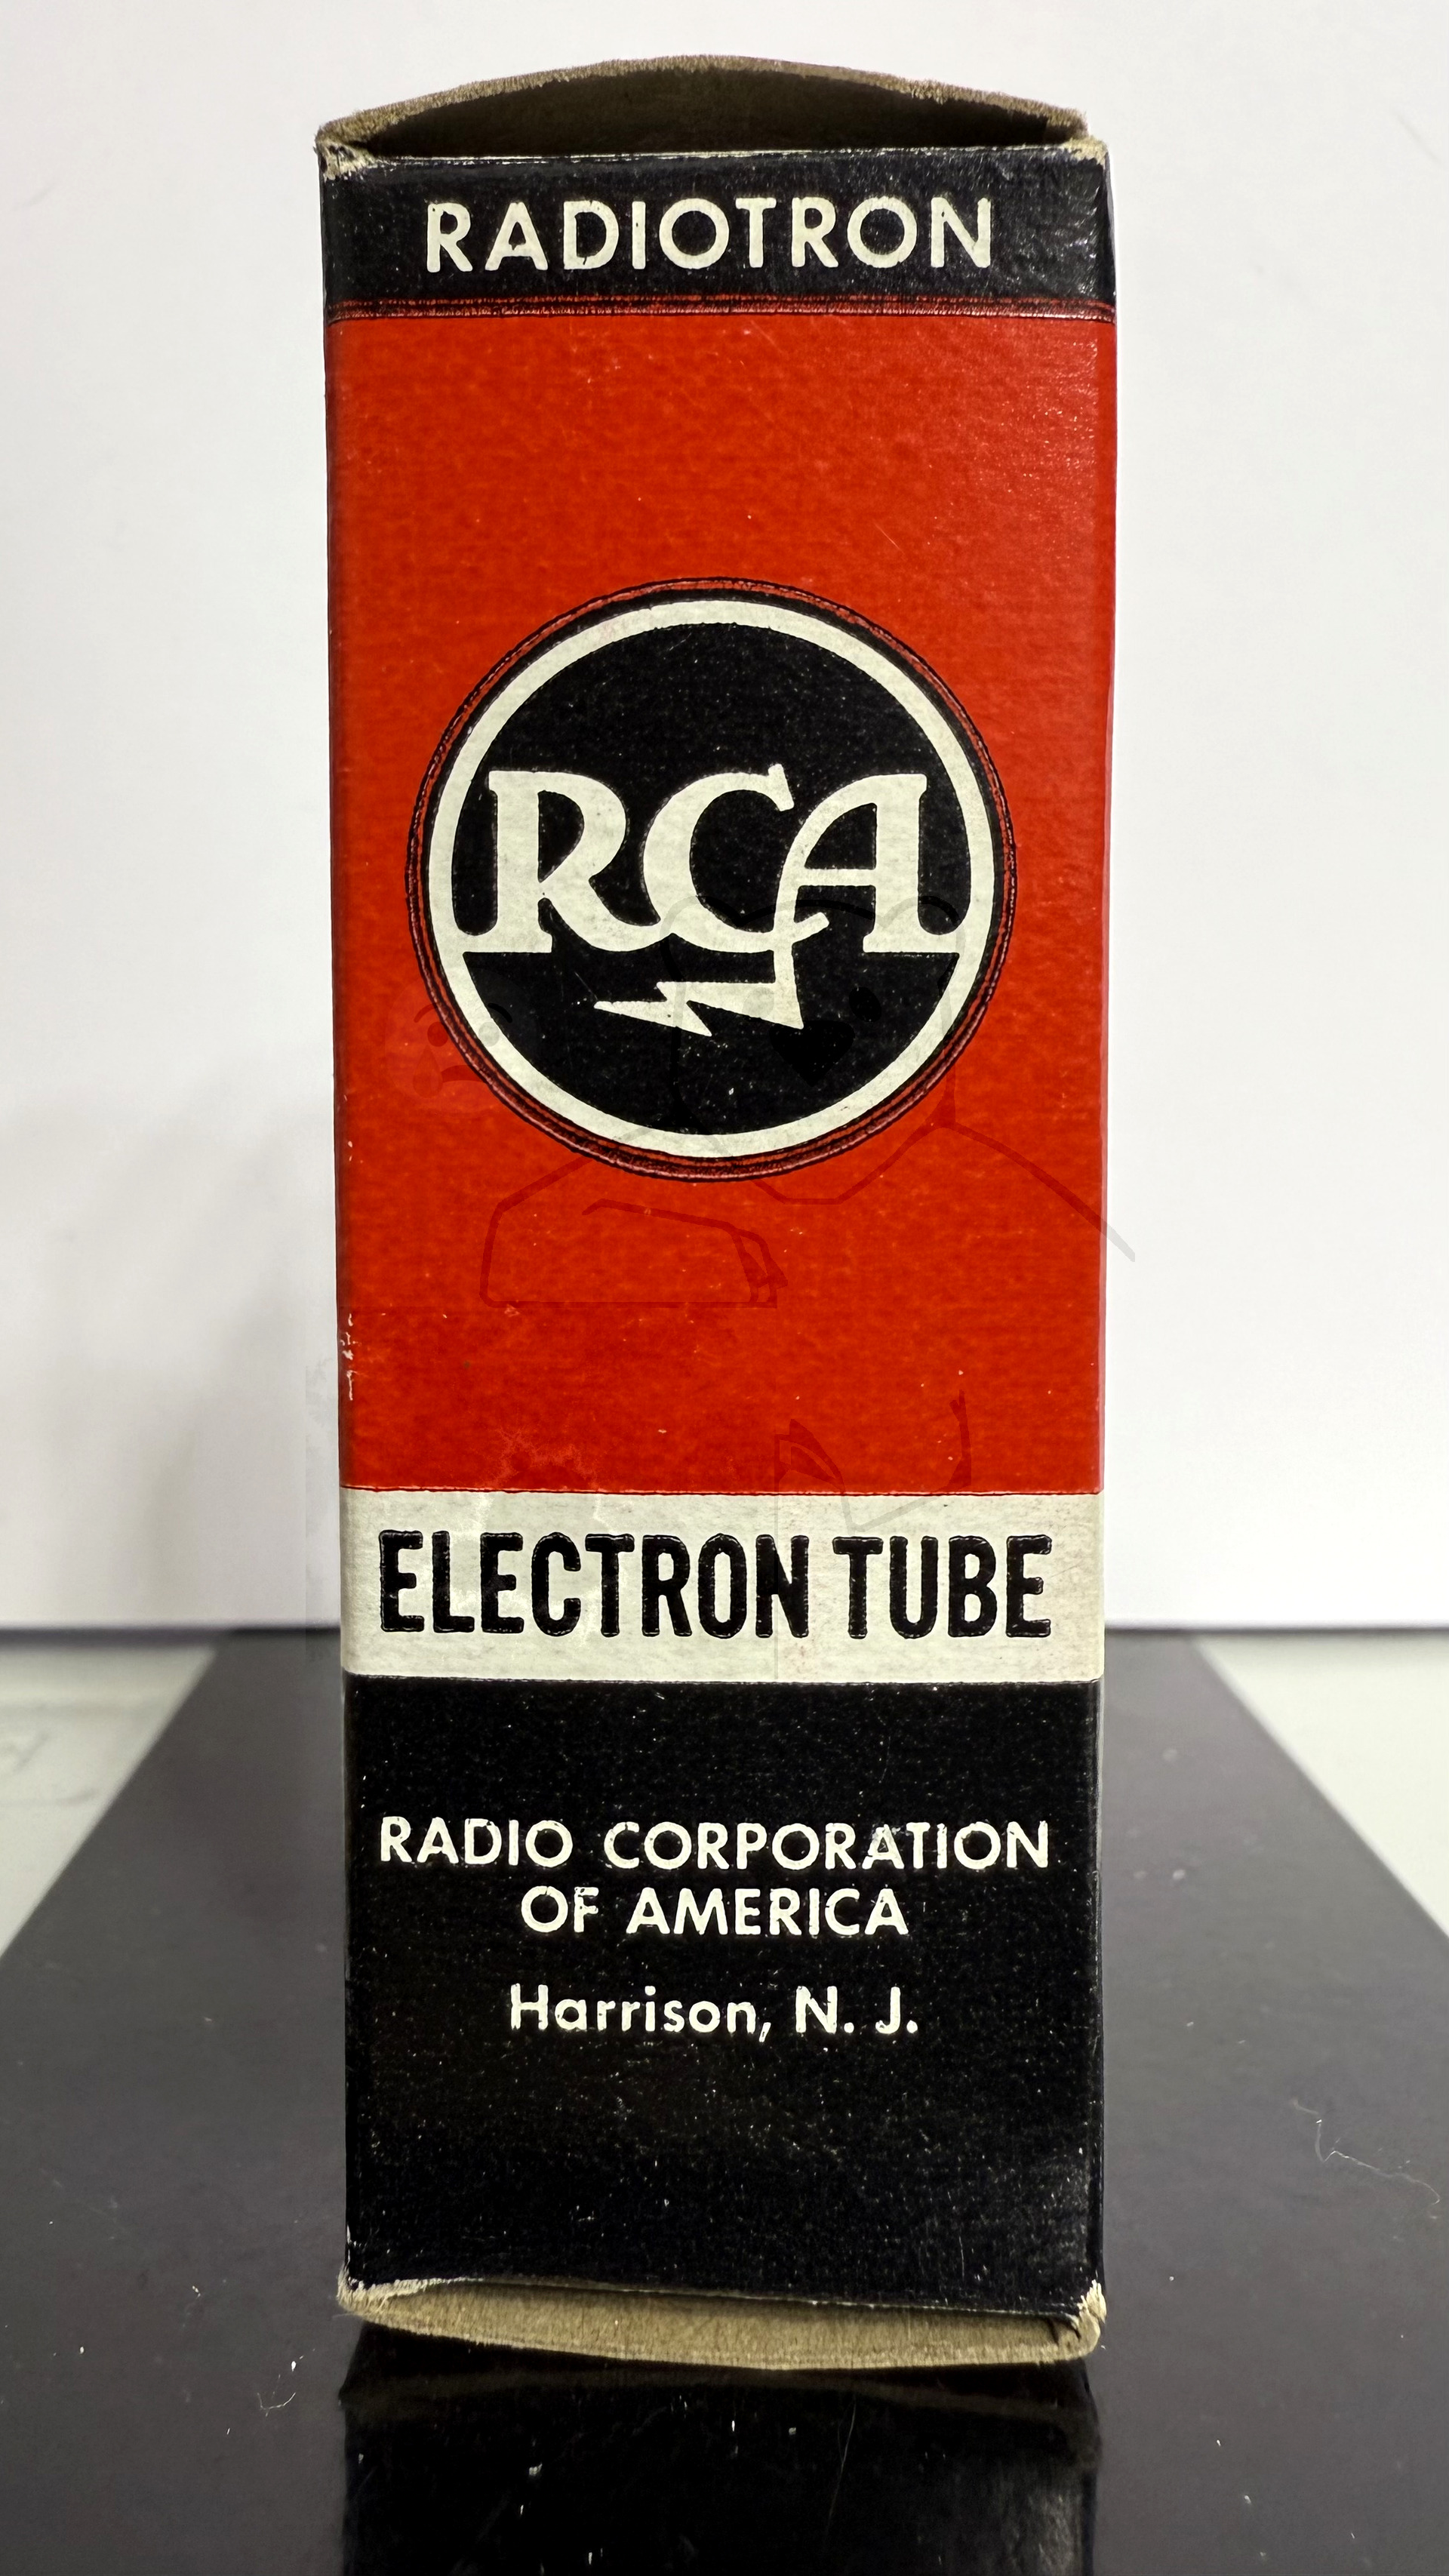 RADIOTRON
RCA
ELECTRON TUBE
RADIO CORPORATION
OF AMERICA
Harrison, N. J.